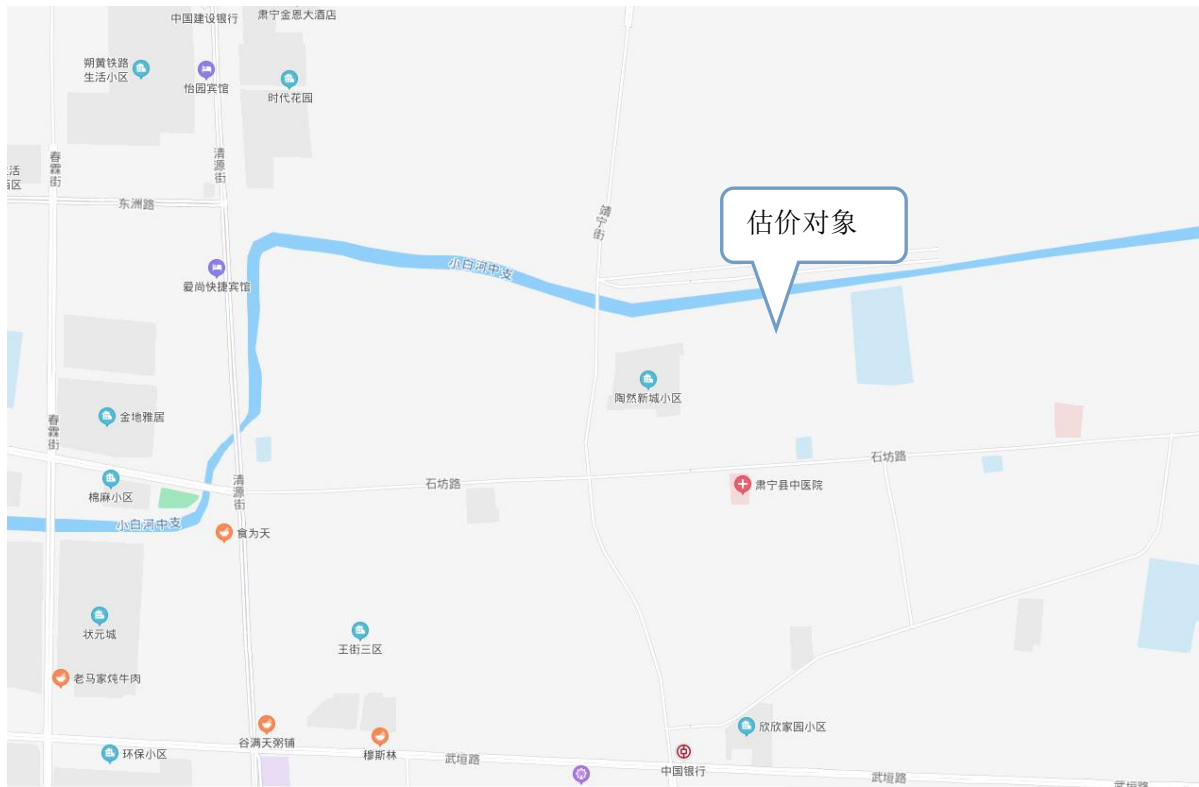 中国建设银行
肃宁金恩大酒店
朔黄铁路
生活小区
怡园宾馆
时代花园
春霖街
清源街
活
区
东洲路
靖宁街
估价对象
小白河中支
爱尚快捷宾馆
陶然新城小区
金地雅居
春霖街
石坊路
棉麻小区
清源街
石坊路
肃宁县中医院
小白河中支
食为天
状元城
王街三区
老马家炖牛肉
谷满天粥铺
穆斯林
欣欣家园小区
环保小区
武垣路
中国银行
武垣路
武垣路